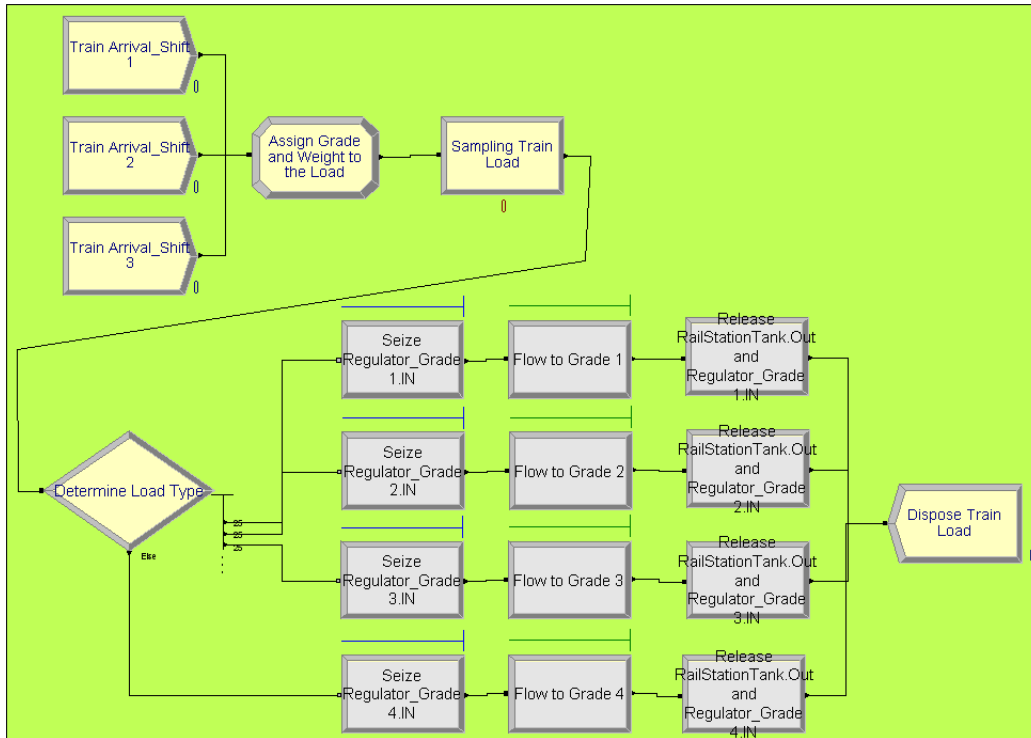 Train Arrival_Shift
1
0
Train Arrival_Shift
2
0
Train Arrival_Shift
3
0
Assign Grade
and Weight to
the Load
Sampling Train
Load
0
Determine Load Type
25
25
25
Else
Seize
Regulator_Grade
1.IN
Flow to Grade 1
Release
RailStationTank.Out
and
Regulator_Grade
1.IN
Seize
Regulator_Grade
2.IN
Flow to Grade 2
Release
RailStationTank.Out
and
Regulator_Grade
2.IN
Seize
Regulator_Grade
3.IN
Flow to Grade 3
Release
RailStationTank.Out
and
Regulator_Grade
3.IN
Seize
Regulator_Grade
4.IN
Flow to Grade 4
Release
RailStationTank.Out
and
Regulator_Grade
4.IN
Dispose Train
Load